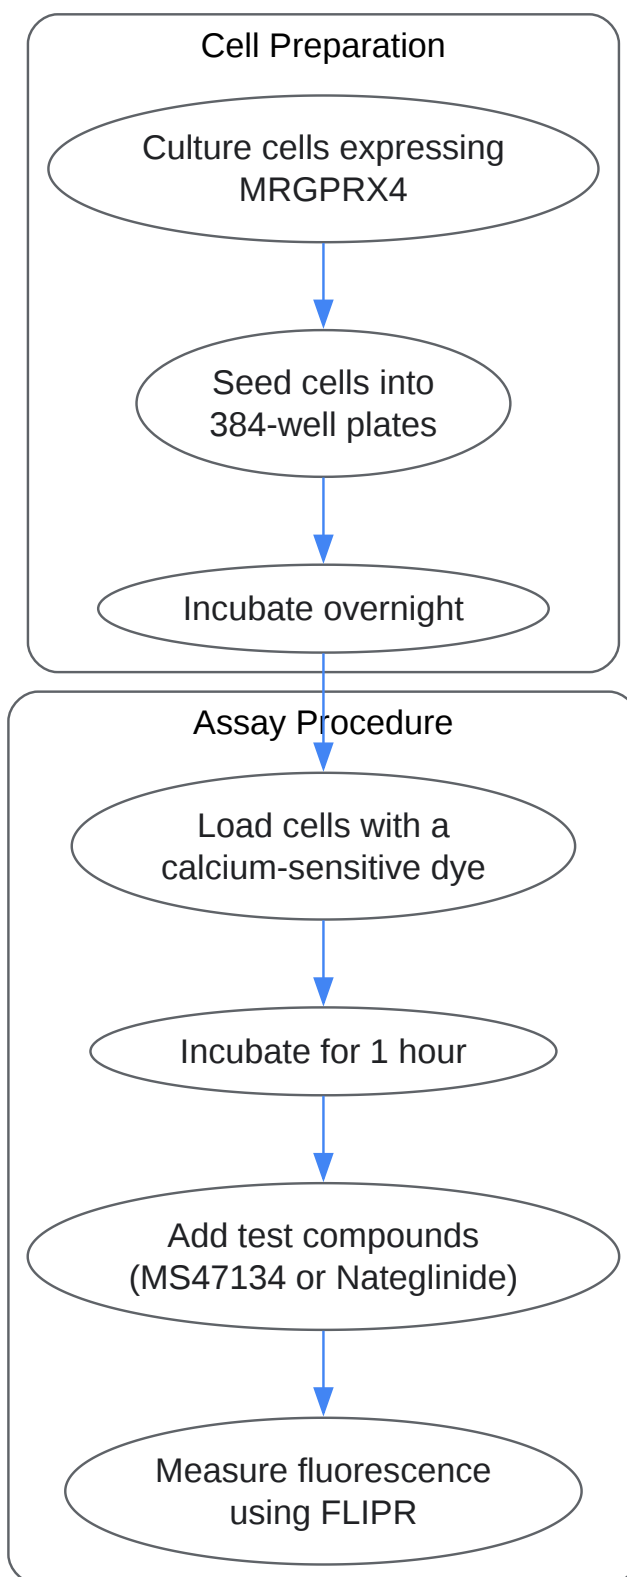 Cell Preparation
Culture cells expressing
MRGPRX4
Seed cells into
384-well plates
Incubate overnight
Assay Procedure
Load cells with a
calcium-sensitive dye
Incubate for 1 hour
Add test compounds
(MS47134 or Nateglinide)
Measure fluorescence
using FLIPR